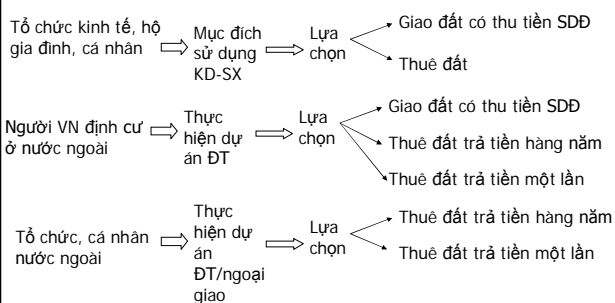 Tổ chức kinh tế, hộ
gia đình, cá nhân
Mục đích
sử dụng
KD-SX
Lựa
chọn
Giao đất có thu tiền SDĐ
Thuê đất
Người VN định cư
ở nước ngoài
Thực
hiện dự
án ĐT
Lựa
chọn
Giao đất có thu tiền SDĐ
Thuê đất trả tiền hàng năm
Thuê đất trả tiền một lần
Tổ chức, cá nhân
nước ngoài
Thực
hiện dự
án
ĐT/ngoại
giao
Lựa
chọn
Thuê đất trả tiền hàng năm
Thuê đất trả tiền một lần